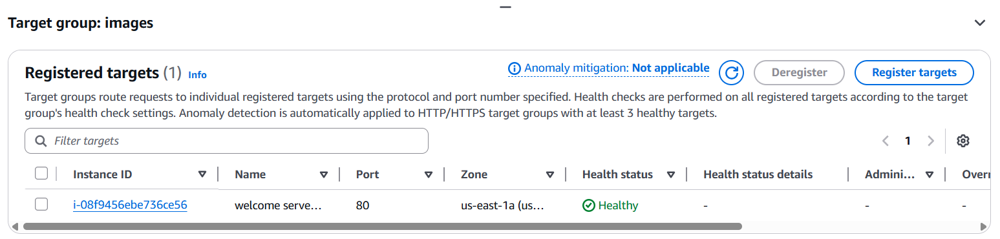 Target group: images
Registered targets (1) Info
Anomaly mitigation: Not applicable
Deregister
Register targets
Target groups route requests to individual registered targets using the protocol and port number specified. Health checks are performed on all registered targets according to the target
group's health check settings. Anomaly detection is automatically applied to HTTP/HTTPS target groups with at least 3 healthy targets.
Filter targets
1
Instance ID Name Port Zone Health status Health status details Admini... Overr
i-08f9456ebe736ce56 welcome serve... 80 us-east-1a (us... Healthy - - -